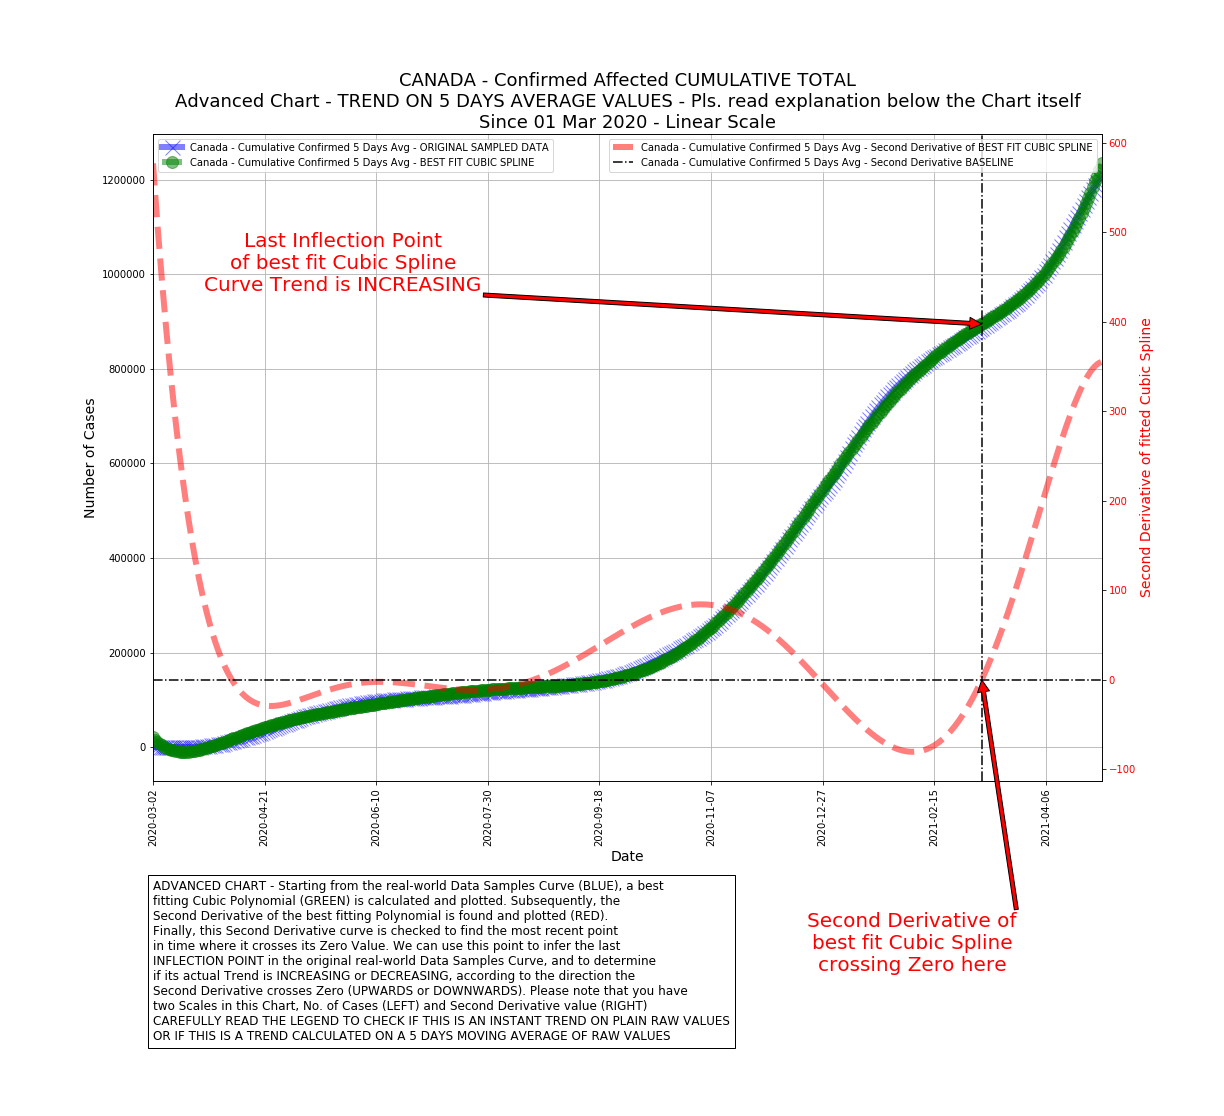 CANADA - Confirmed Affected CUMULATIVE TOTAL
Advanced Chart - TREND ON 5 DAYS AVERAGE VALUES - Pls. read explanation below the Chart itself
Since 01 Mar 2020 - Linear Scale
Canada - Cumulative Confirmed 5 Days Avg - ORIGINAL SAMPLED DATA
Canada - Cumulative Confirmed 5 Days Avg - BEST FIT CUBIC SPLINE
Canada - Cumulative Confirmed 5 Days Avg - Second Derivative of BEST FIT CUBIC SPLINE
Canada - Cumulative Confirmed 5 Days Avg - Second Derivative BASELINE
Last Inflection Point
of best fit Cubic Spline
Curve Trend is INCREASING
Number of Cases
1200000
1000000
800000
600000
400000
200000
0
600
500
400
300
200
100
0
−100
Second Derivative of fitted Cubic Spline
2020-03-02
2020-04-21
2020-06-10
2020-07-30
2020-09-18
2020-11-07
2020-12-27
2021-02-15
2021-04-06
Date
ADVANCED CHART - Starting from the real-world Data Samples Curve (BLUE), a best
fitting Cubic Polynomial (GREEN) is calculated and plotted. Subsequently, the
Second Derivative of the best fitting Polynomial is found and plotted (RED).
Finally, this Second Derivative curve is checked to find the most recent point
in time where it crosses its Zero Value. We can use this point to infer the last
INFLECTION POINT in the original real-world Data Samples Curve, and to determine
if its actual Trend is INCREASING or DECREASING, according to the direction the
Second Derivative crosses Zero (UPWARDS or DOWNWARDS). Please note that you have
two Scales in this Chart, No. of Cases (LEFT) and Second Derivative value (RIGHT)
CAREFULLY READ THE LEGEND TO CHECK IF THIS IS AN INSTANT TREND ON PLAIN RAW VALUES
OR IF THIS IS A TREND CALCULATED ON A 5 DAYS MOVING AVERAGE OF RAW VALUES
Second Derivative of
best fit Cubic Spline
crossing Zero here